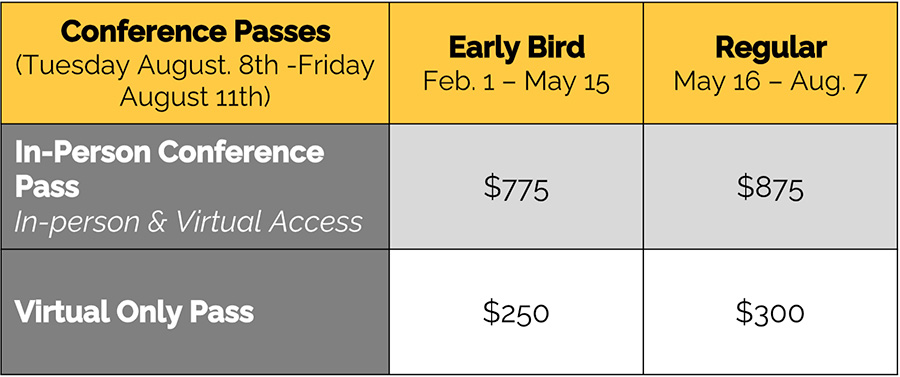 Conference Passes
(Tuesday August. 8th -Friday
August 11th)
Early Bird
Feb. 1 – May 15
Regular
May 16 – Aug. 7
In-Person Conference
Pass
In-person & Virtual Access
$775
$875
Virtual Only Pass
$250
$300